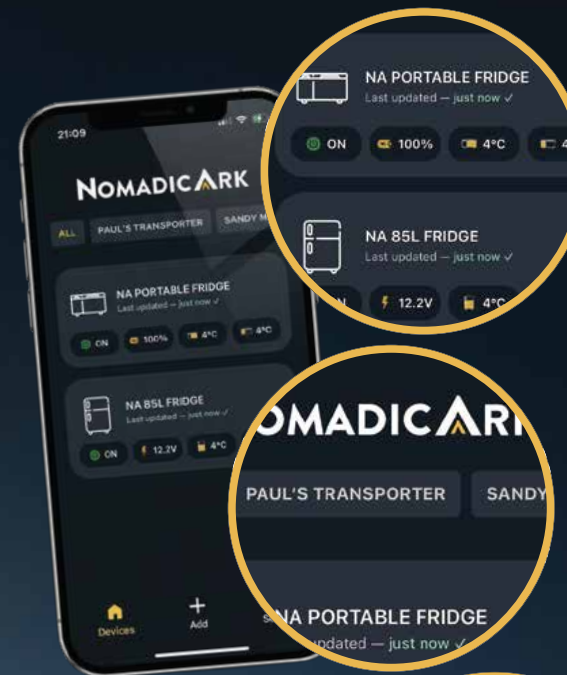 21:09
NOMADICARK
ALL PAUL'S TRANSPORTER SANDY
NA PORTABLE FRIDGE
Last updated — just now ✓
ON 100% 4°C 4°C
NA 85L FRIDGE
Last updated — just now ✓
ON 12.2V 4°C
Devices
Add
NA PORTABLE FRIDGE
Last updated — just now ✓
ON 100% 4°C 4
NA 85L FRIDGE
Last updated — just now ✓
12.2V 4°C
OMADICAR
PAUL'S TRANSPORTER SANDY
NA PORTABLE FRIDGE
updated — just now ✓